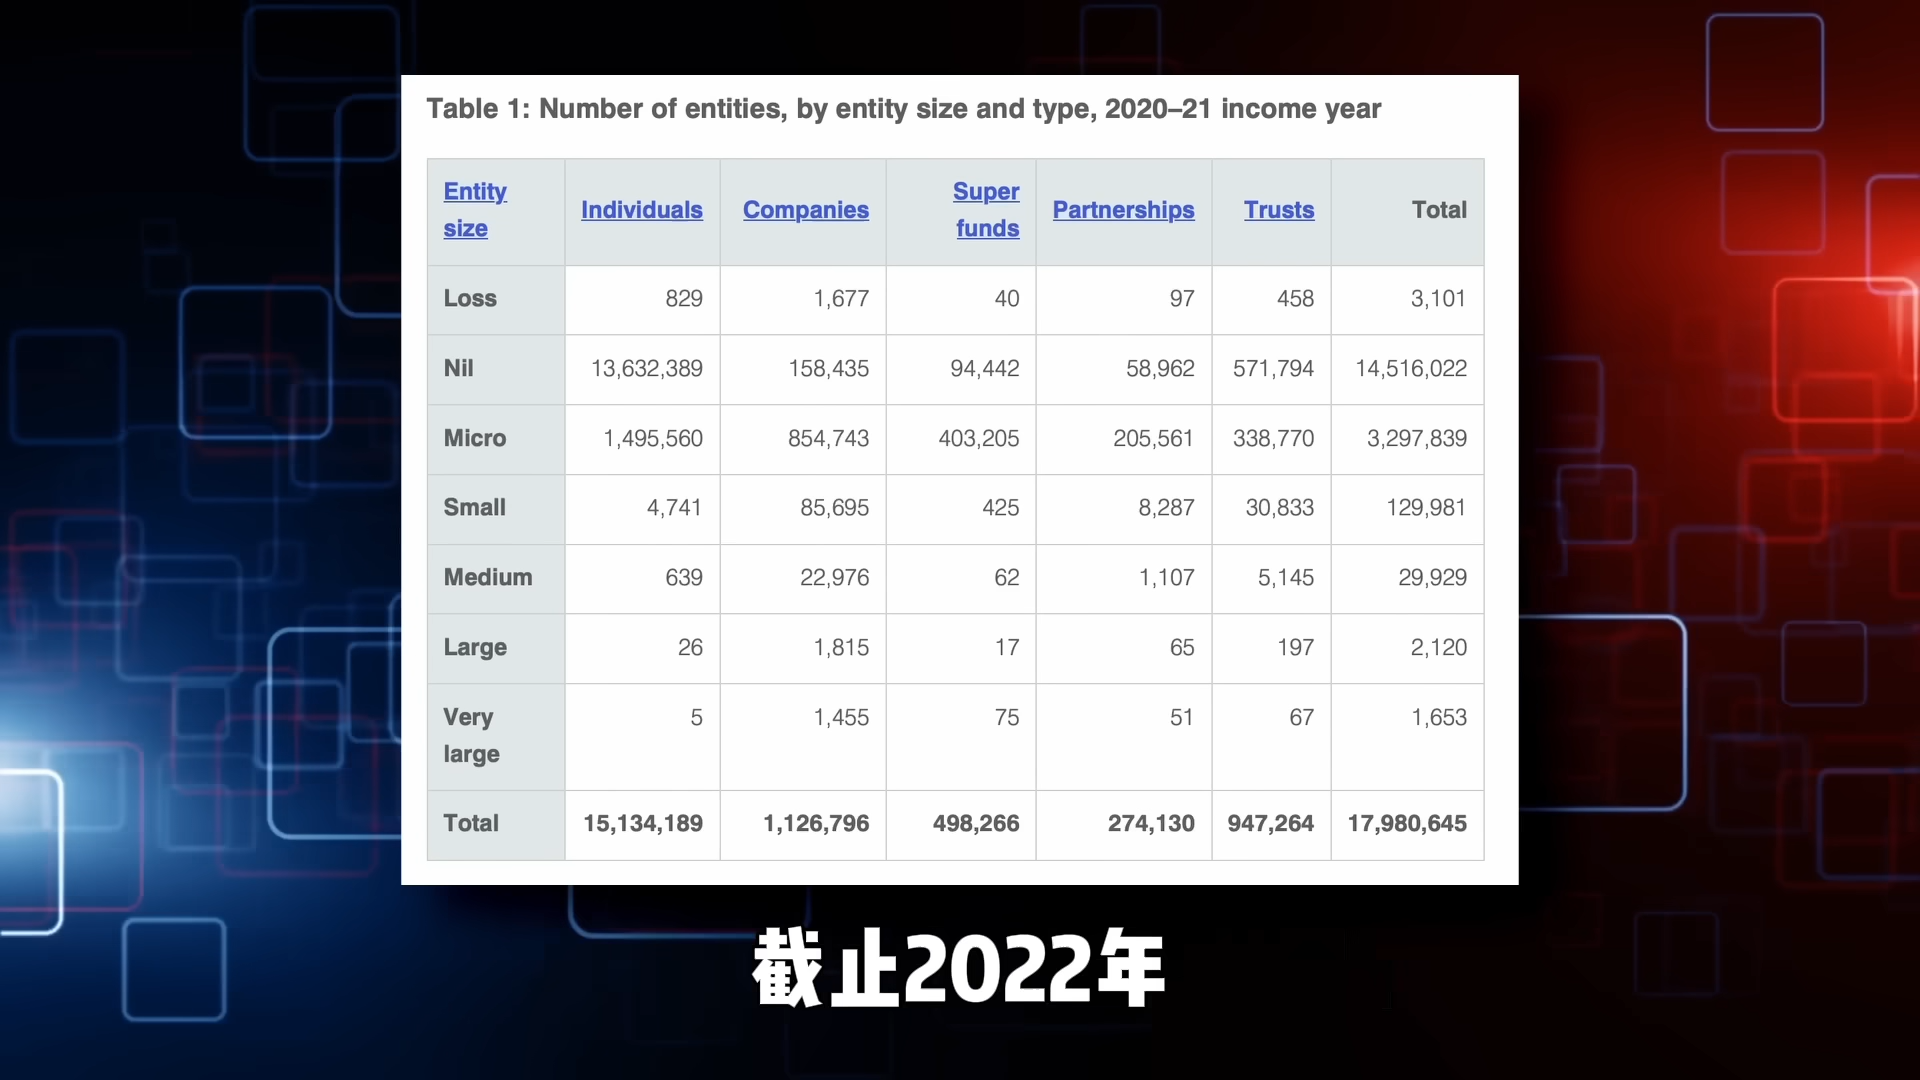 Table 1: Number of entities, by entity size and type, 2020–21 income year
Entity size Individuals Companies Super funds Partnerships Trusts Total
Loss 829 1,677 40 97 458 3,101
Nil 13,632,389 158,435 94,442 58,962 571,794 14,516,022
Micro 1,495,560 854,743 403,205 205,561 338,770 3,297,839
Small 4,741 85,695 425 8,287 30,833 129,981
Medium 639 22,976 62 1,107 5,145 29,929
Large 26 1,815 17 65 197 2,120
Very large 5 1,455 75 51 67 1,653
Total 15,134,189 1,126,796 498,266 274,130 947,264 17,980,645
截止2022年